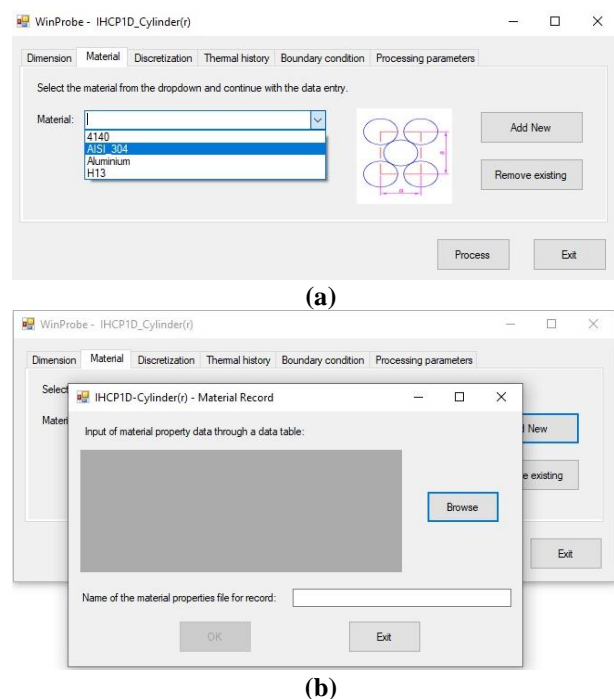 WinProbe - IHCP1D_Cylinder(r)
Dimension Material Discretization Thermal history Boundary condition Processing parameters
Select the material from the dropdown and continue with the data entry.
Material:
4140
AISI_304
Aluminium
H13
a
a
Add New
Remove existing
Process Exit
(a)
WinProbe - IHCP1D_Cylinder(r)
Dimension Material Discretization Thermal history Boundary condition Processing parameters
Select
Materi
New
e existing
Exit
IHCP1D-Cylinder(r) - Material Record
Input of material property data through a data table:
Browse
Name of the material properties file for record:
OK Exit
(b)